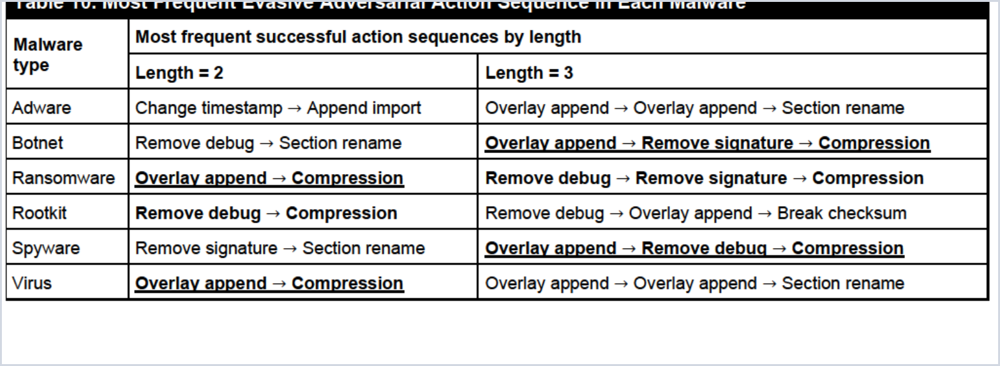 Table 10. Most Frequent Evasive Adversarial Action Sequence in Each Malware
Malware type
Most frequent successful action sequences by length
Length = 2
Length = 3
Adware
Change timestamp → Append import
Overlay append → Overlay append → Section rename
Botnet
Remove debug → Section rename
Overlay append → Remove signature → Compression
Ransomware
Overlay append → Compression
Remove debug → Remove signature → Compression
Rootkit
Remove debug → Compression
Remove debug → Overlay append → Break checksum
Spyware
Remove signature → Section rename
Overlay append → Remove debug → Compression
Virus
Overlay append → Compression
Overlay append → Overlay append → Section rename